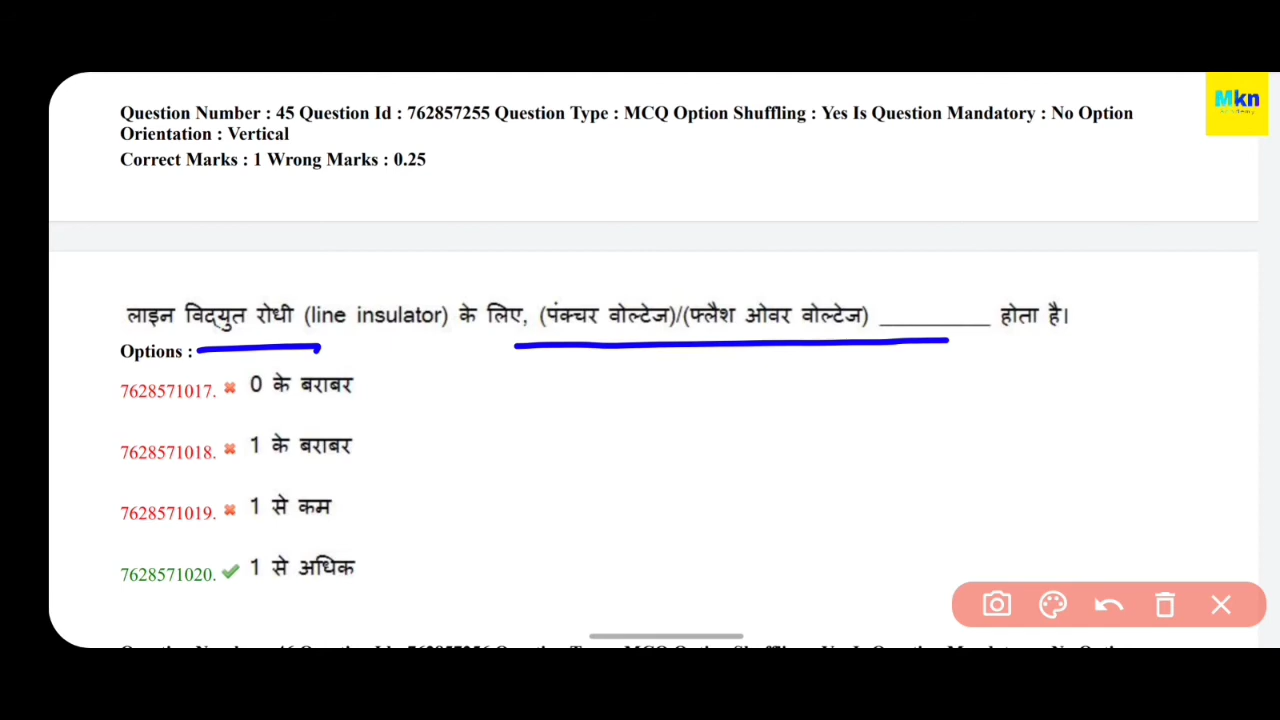 Mkn
Question Number : 45 Question Id : 762857255 Question Type : MCQ Option Shuffling : Yes Is Question Mandatory : No Option
Orientation : Vertical
Correct Marks : 1 Wrong Marks : 0.25
लाइन विद्युत रोधी (line insulator) के लिए, (पंक्चर वोल्टेज)/(फ्लैश ओवर वोल्टेज) __________ होता है।
Options :
7628571017. ✖ 0 के बराबर
7628571018. ✖ 1 के बराबर
7628571019. ✖ 1 से कम
7628571020. ✔ 1 से अधिक